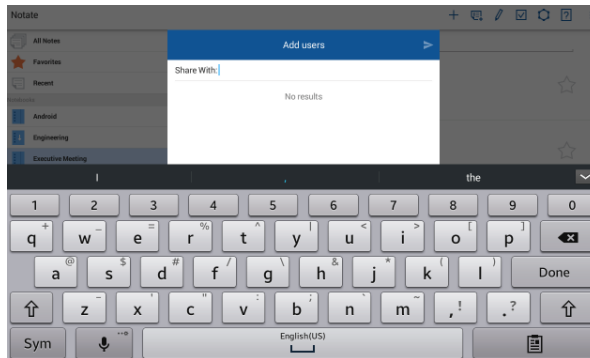 Notate
All Notes
Favorites
Recent
Notebooks
Android
Engineering
Executive Meeting
Add users
Share With:
No results
I , the
1 2 3 4 5 6 7 8 9 0
q + w _ e = r % t ^ y | u < i > o [ p ]
a @ s $ d # f / g \ h & j * k ( l ) Done
z - x ' c " v : b ; n ` m ~ , ! . ?
Sym English(US)